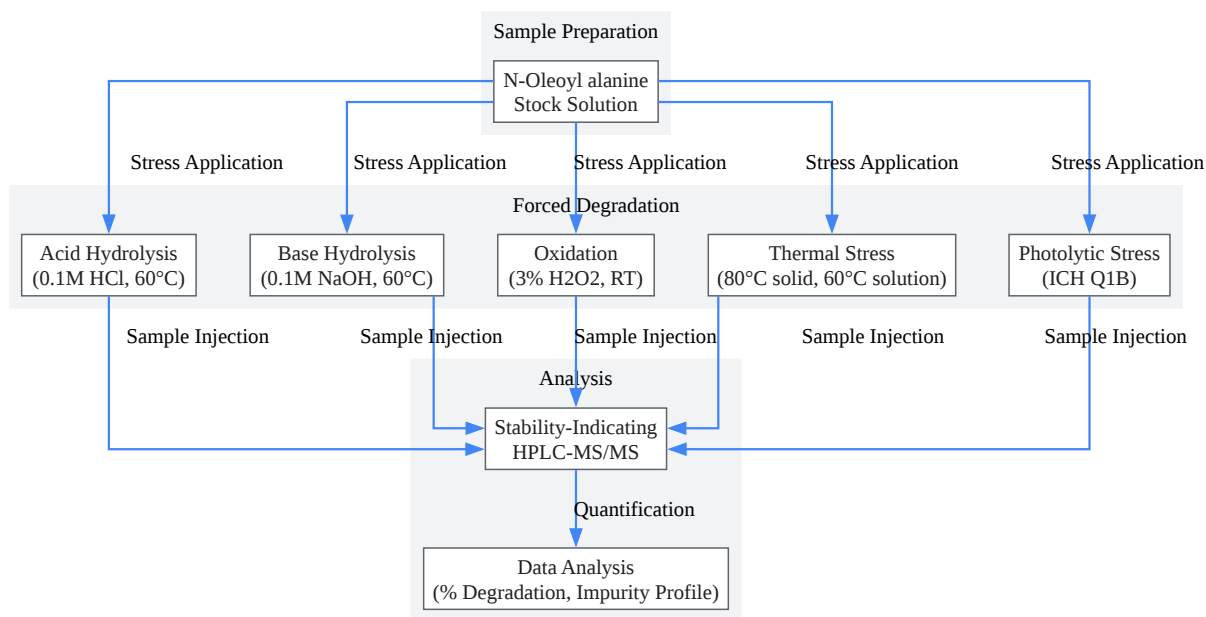 Sample Preparation
N-Oleoyl alanine
Stock Solution
Stress Application
Stress Application
Stress Application
Stress Application
Stress Application
Forced Degradation
Acid Hydrolysis
(0.1M HCl, 60°C)
Base Hydrolysis
(0.1M NaOH, 60°C)
Oxidation
(3% H2O2, RT)
Thermal Stress
(80°C solid, 60°C solution)
Photolytic Stress
(ICH Q1B)
Sample Injection
Sample Injection
Sample Injection
Sample Injection
Sample Injection
Analysis
Stability-Indicating
HPLC-MS/MS
Quantification
Data Analysis
(% Degradation, Impurity Profile)